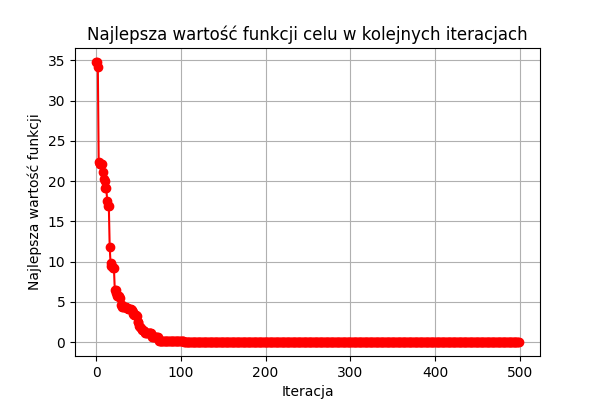 Najlepsza wartość funkcji celu w kolejnych iteracjach
Najlepsza wartość funkcji
35
30
25
20
15
10
5
0
0 100 200 300 400 500
Iteracja